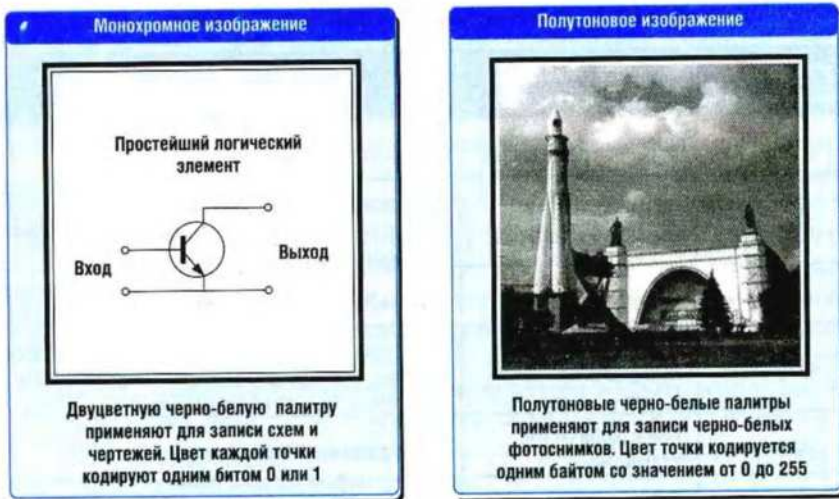 Монохромное изображение
Простейший логический
элемент
Вход
Выход
Двуцветную черно-белую палитру
применяют для записи схем и
чертежей. Цвет каждой точки
кодируют одним битом 0 или 1
Полутоновое изображение
Полутоновые черно-белые палитры
применяют для записи черно-белых
фотоснимков. Цвет точки кодируется
одним байтом со значением от 0 до 255